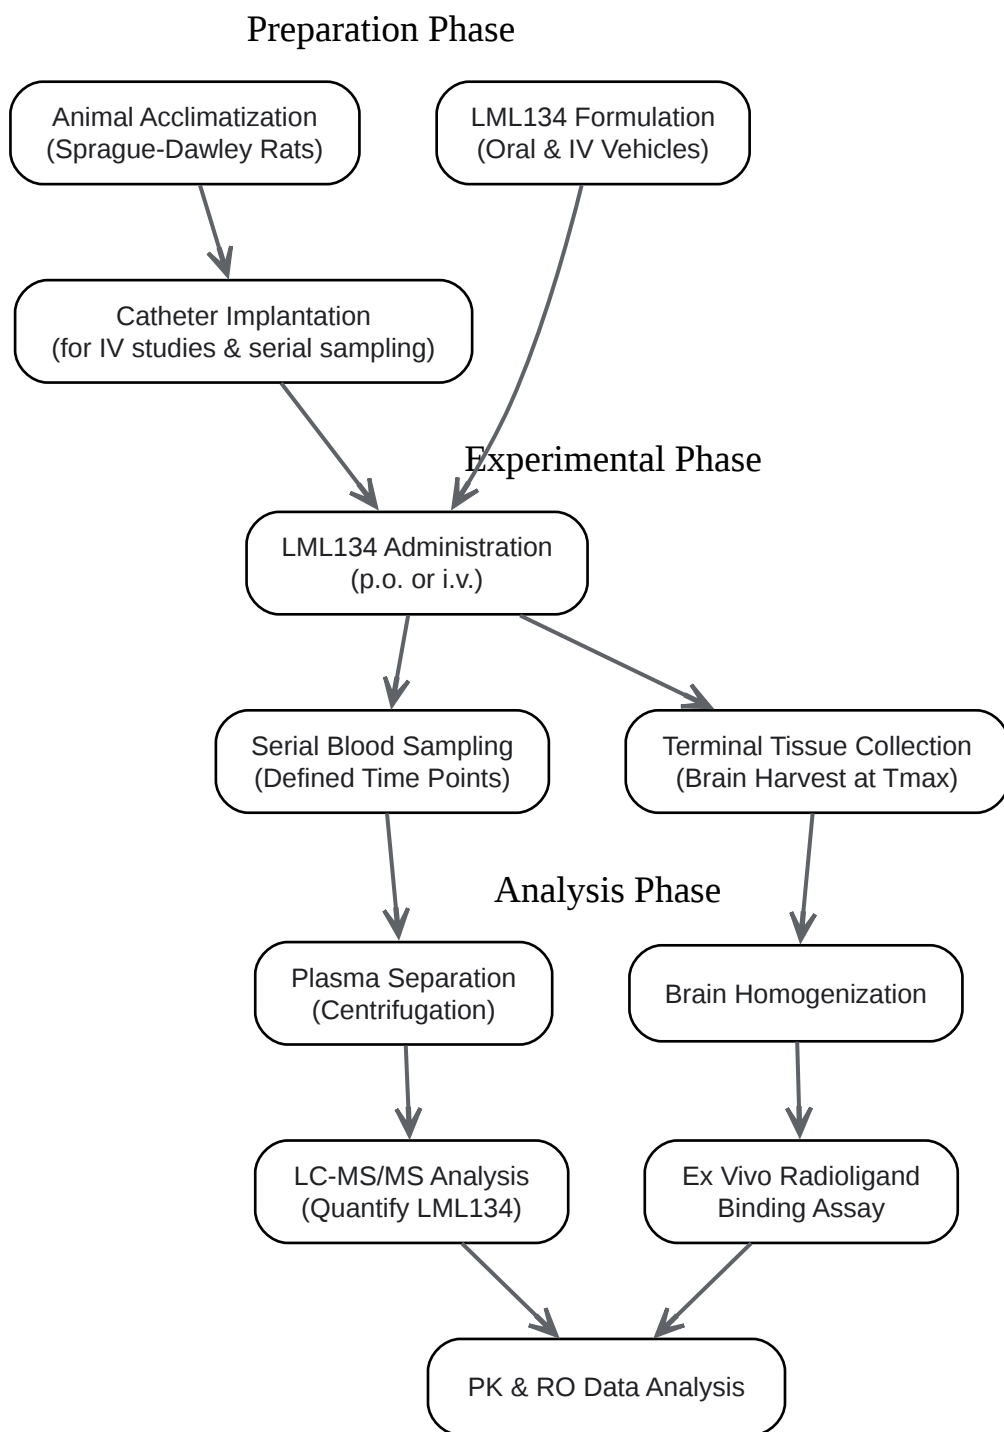 Preparation Phase
Animal Acclimatization
(Sprague-Dawley Rats)
LML134 Formulation
(Oral & IV Vehicles)
Catheter Implantation
(for IV studies & serial sampling)
Experimental Phase
LML134 Administration
(p.o. or i.v.)
Serial Blood Sampling
(Defined Time Points)
Terminal Tissue Collection
(Brain Harvest at Tmax)
Analysis Phase
Plasma Separation
(Centrifugation)
Brain Homogenization
LC-MS/MS Analysis
(Quantify LML134)
Ex Vivo Radioligand
Binding Assay
PK & RO Data Analysis